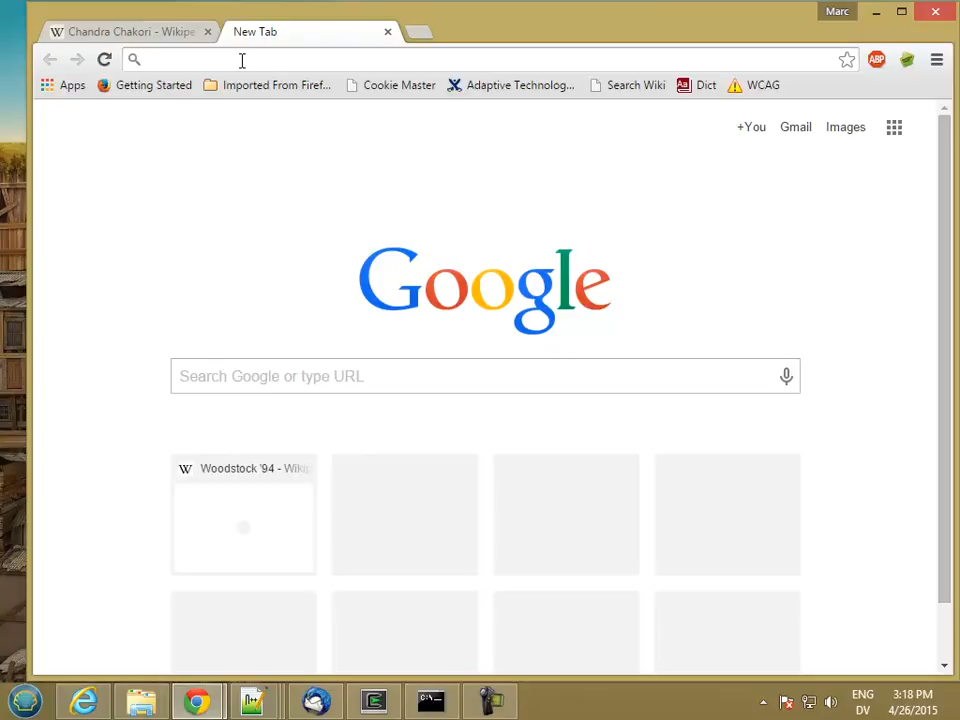 Marc
Chandra Chakori - Wikipe
New Tab
Apps
Getting Started
Imported From Firef...
Cookie Master
Adaptive Technolog...
Search Wiki
Dict
WCAG
ABP
+You
Gmail
Images
Google
Search Google or type URL
W
Woodstock '94 - Wikip
ENG
DV
3:18 PM
4/26/2015